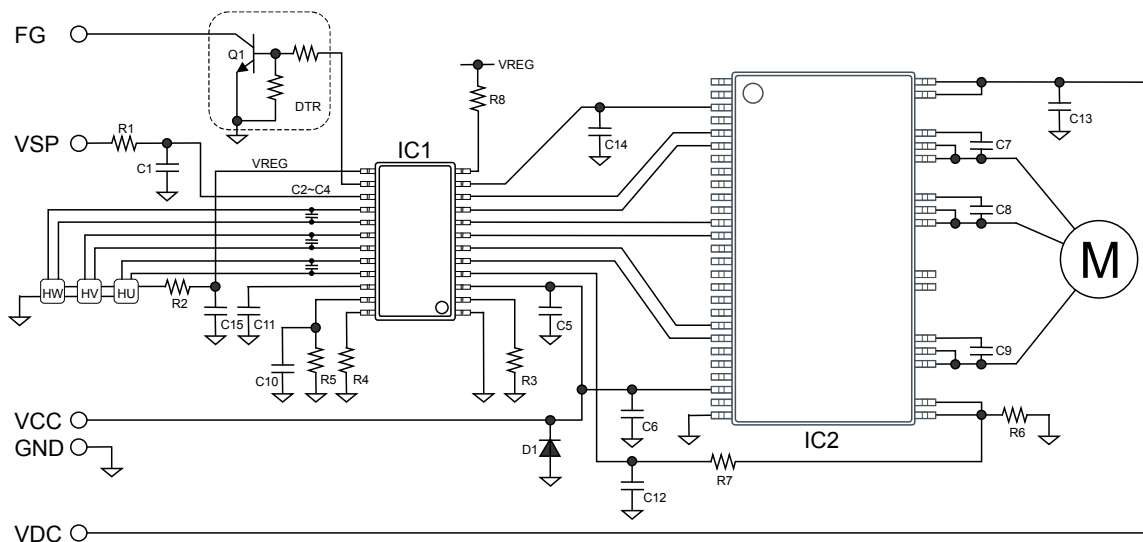 FG
Q1
DTR
VREG
R8
C13
VSP
R1
C1
IC1
C14
C7
VREG
C2~C4
C8
M
HW
HV
HU
R2
C15
C11
C5
C10
R5
R4
R3
C9
VCC
C6
IC2
R6
GND
D1
R7
C12
VDC